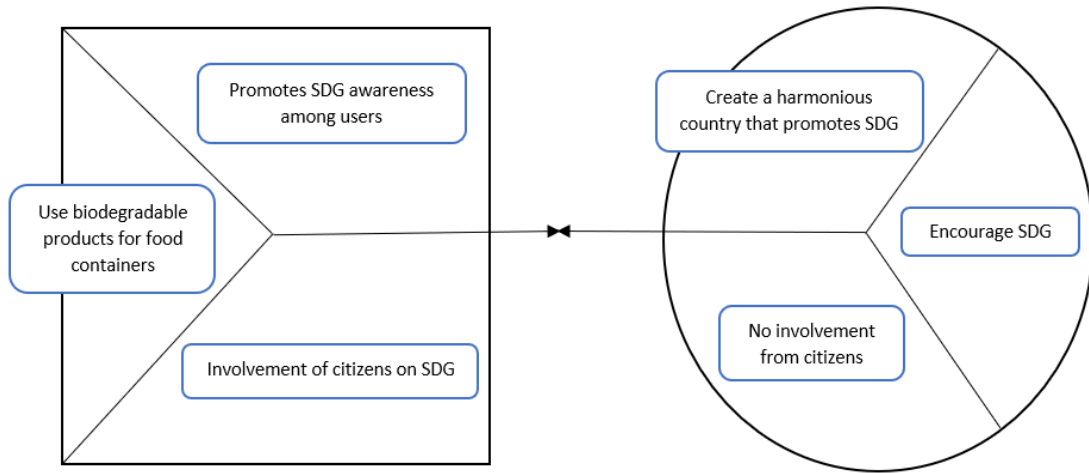 Promotes SDG awareness
among users
Use biodegradable
products for food
containers
Involvement of citizens on SDG
Create a harmonious
country that promotes SDG
Encourage SDG
No involvement
from citizens